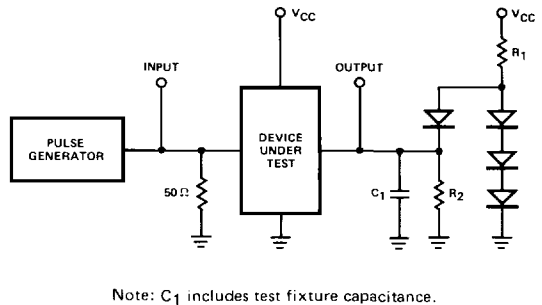 VCC
VCC
R1
INPUT
OUTPUT
PULSE
GENERATOR
DEVICE
UNDER
TEST
50 Ω
C1
R2
Note: C1 includes test fixture capacitance.